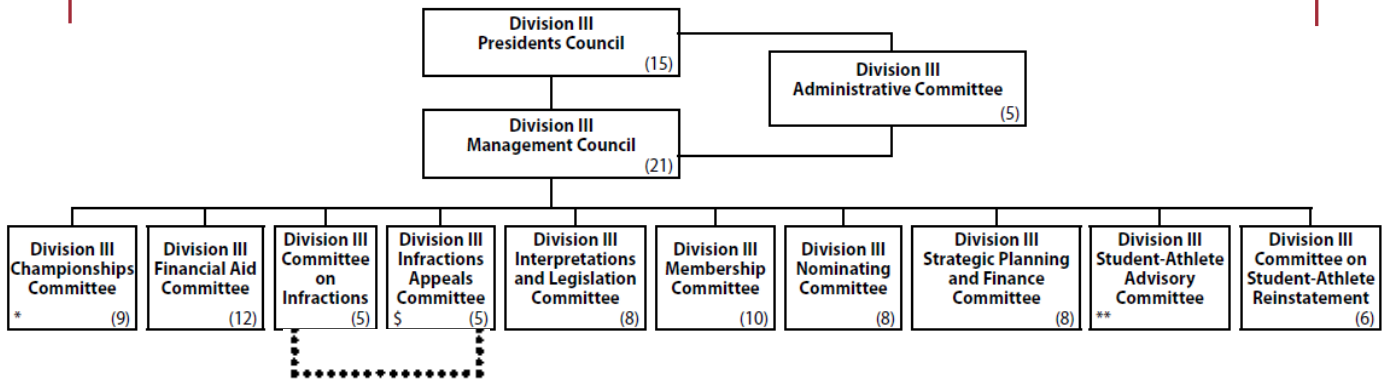 Division III
Presidents Council
(15)
Division III
Administrative Committee
(5)
Division III
Management Council
(21)
Division III
Championships
Committee
* (9)
Division III
Financial Aid
Committee
(12)
Division III
Committee
on
Infractions
(5)
Division III
Infractions
Appeals
Committee
$ (5)
Division III
Interpretations
and Legislation
Committee
(8)
Division III
Membership
Committee
(10)
Division III
Nominating
Committee
(8)
Division III
Strategic Planning
and Finance
Committee
(8)
Division III
Student-Athlete
Advisory
Committee
**
Division III
Committee on
Student-Athlete
Reinstatement
(6)